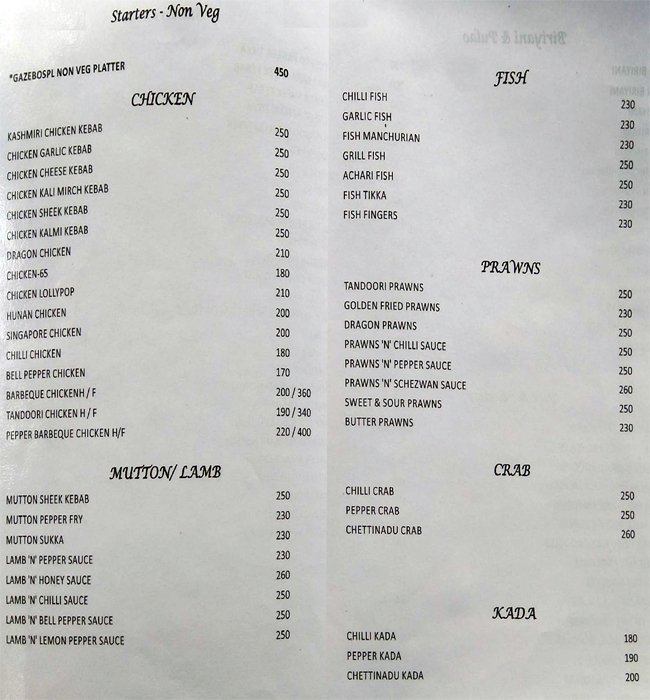 Starters - Non Veg
*GAZEBOSPL NON VEG PLATTER 450
CHICKEN
KASHMIRI CHICKEN KEBAB 250
CHICKEN GARLIC KEBAB 250
CHICKEN CHEESE KEBAB 250
CHICKEN KALI MIRCH KEBAB 250
CHICKEN SHEEK KEBAB 250
CHICKEN KALMI KEBAB 250
DRAGON CHICKEN 210
CHICKEN-65 180
CHICKEN LOLLYPOP 210
HUNAN CHICKEN 200
SINGAPORE CHICKEN 200
CHILLI CHICKEN 180
BELL PEPPER CHICKEN 170
BARBEQUE CHICKENH / F 200 / 360
TANDOORI CHICKEN H / F 190 / 340
PEPPER BARBEQUE CHICKEN H/F 220 / 400
MUTTON/ LAMB
MUTTON SHEEK KEBAB 250
MUTTON PEPPER FRY 230
MUTTON SUKKA 230
LAMB 'N' PEPPER SAUCE 230
LAMB 'N' HONEY SAUCE 260
LAMB 'N' CHILLI SAUCE 250
LAMB 'N' BELL PEPPER SAUCE 250
LAMB 'N' LEMON PEPPER SAUCE 250
FISH
CHILLI FISH 230
GARLIC FISH 230
FISH MANCHURIAN 230
GRILL FISH 250
ACHARI FISH 250
FISH TIKKA 230
FISH FINGERS 230
PRAWNS
TANDOORI PRAWNS 250
GOLDEN FRIED PRAWNS 230
DRAGON PRAWNS 250
PRAWNS 'N' CHILLI SAUCE 250
PRAWNS 'N' PEPPER SAUCE 250
PRAWNS 'N' SCHEZWAN SAUCE 260
SWEET & SOUR PRAWNS 250
BUTTER PRAWNS 230
CRAB
CHILLI CRAB 250
PEPPER CRAB 250
CHETTINADU CRAB 260
KADA
CHILLI KADA 180
PEPPER KADA 190
CHETTINADU KADA 200